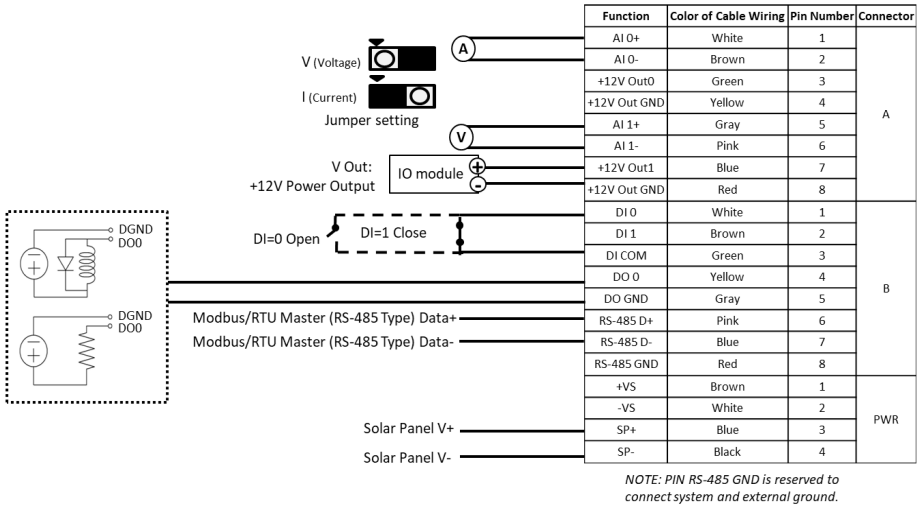 Function Color of Cable Wiring Pin Number Connector
AI 0+ White 1
AI 0- Brown 2
+12V Out0 Green 3
+12V Out GND Yellow 4
AI 1+ Gray 5
AI 1- Pink 6
+12V Out1 Blue 7
+12V Out GND Red 8
A
DI 0 White 1
DI 1 Brown 2
DI COM Green 3
DO 0 Yellow 4
DO GND Gray 5
RS-485 D+ Pink 6
RS-485 D- Blue 7
RS-485 GND Red 8
B
+VS Brown 1
-VS White 2
SP+ Blue 3
SP- Black 4
PWR
V (Voltage)
I (Current)
Jumper setting
A
V
V Out:
+12V Power Output
IO module
+
-
DI=0 Open
DI=1 Close
DGND
DO0
+
−
DGND
DO0
+
−
Modbus/RTU Master (RS-485 Type) Data+
Modbus/RTU Master (RS-485 Type) Data-
Solar Panel V+
Solar Panel V-
NOTE: PIN RS-485 GND is reserved to
connect system and external ground.